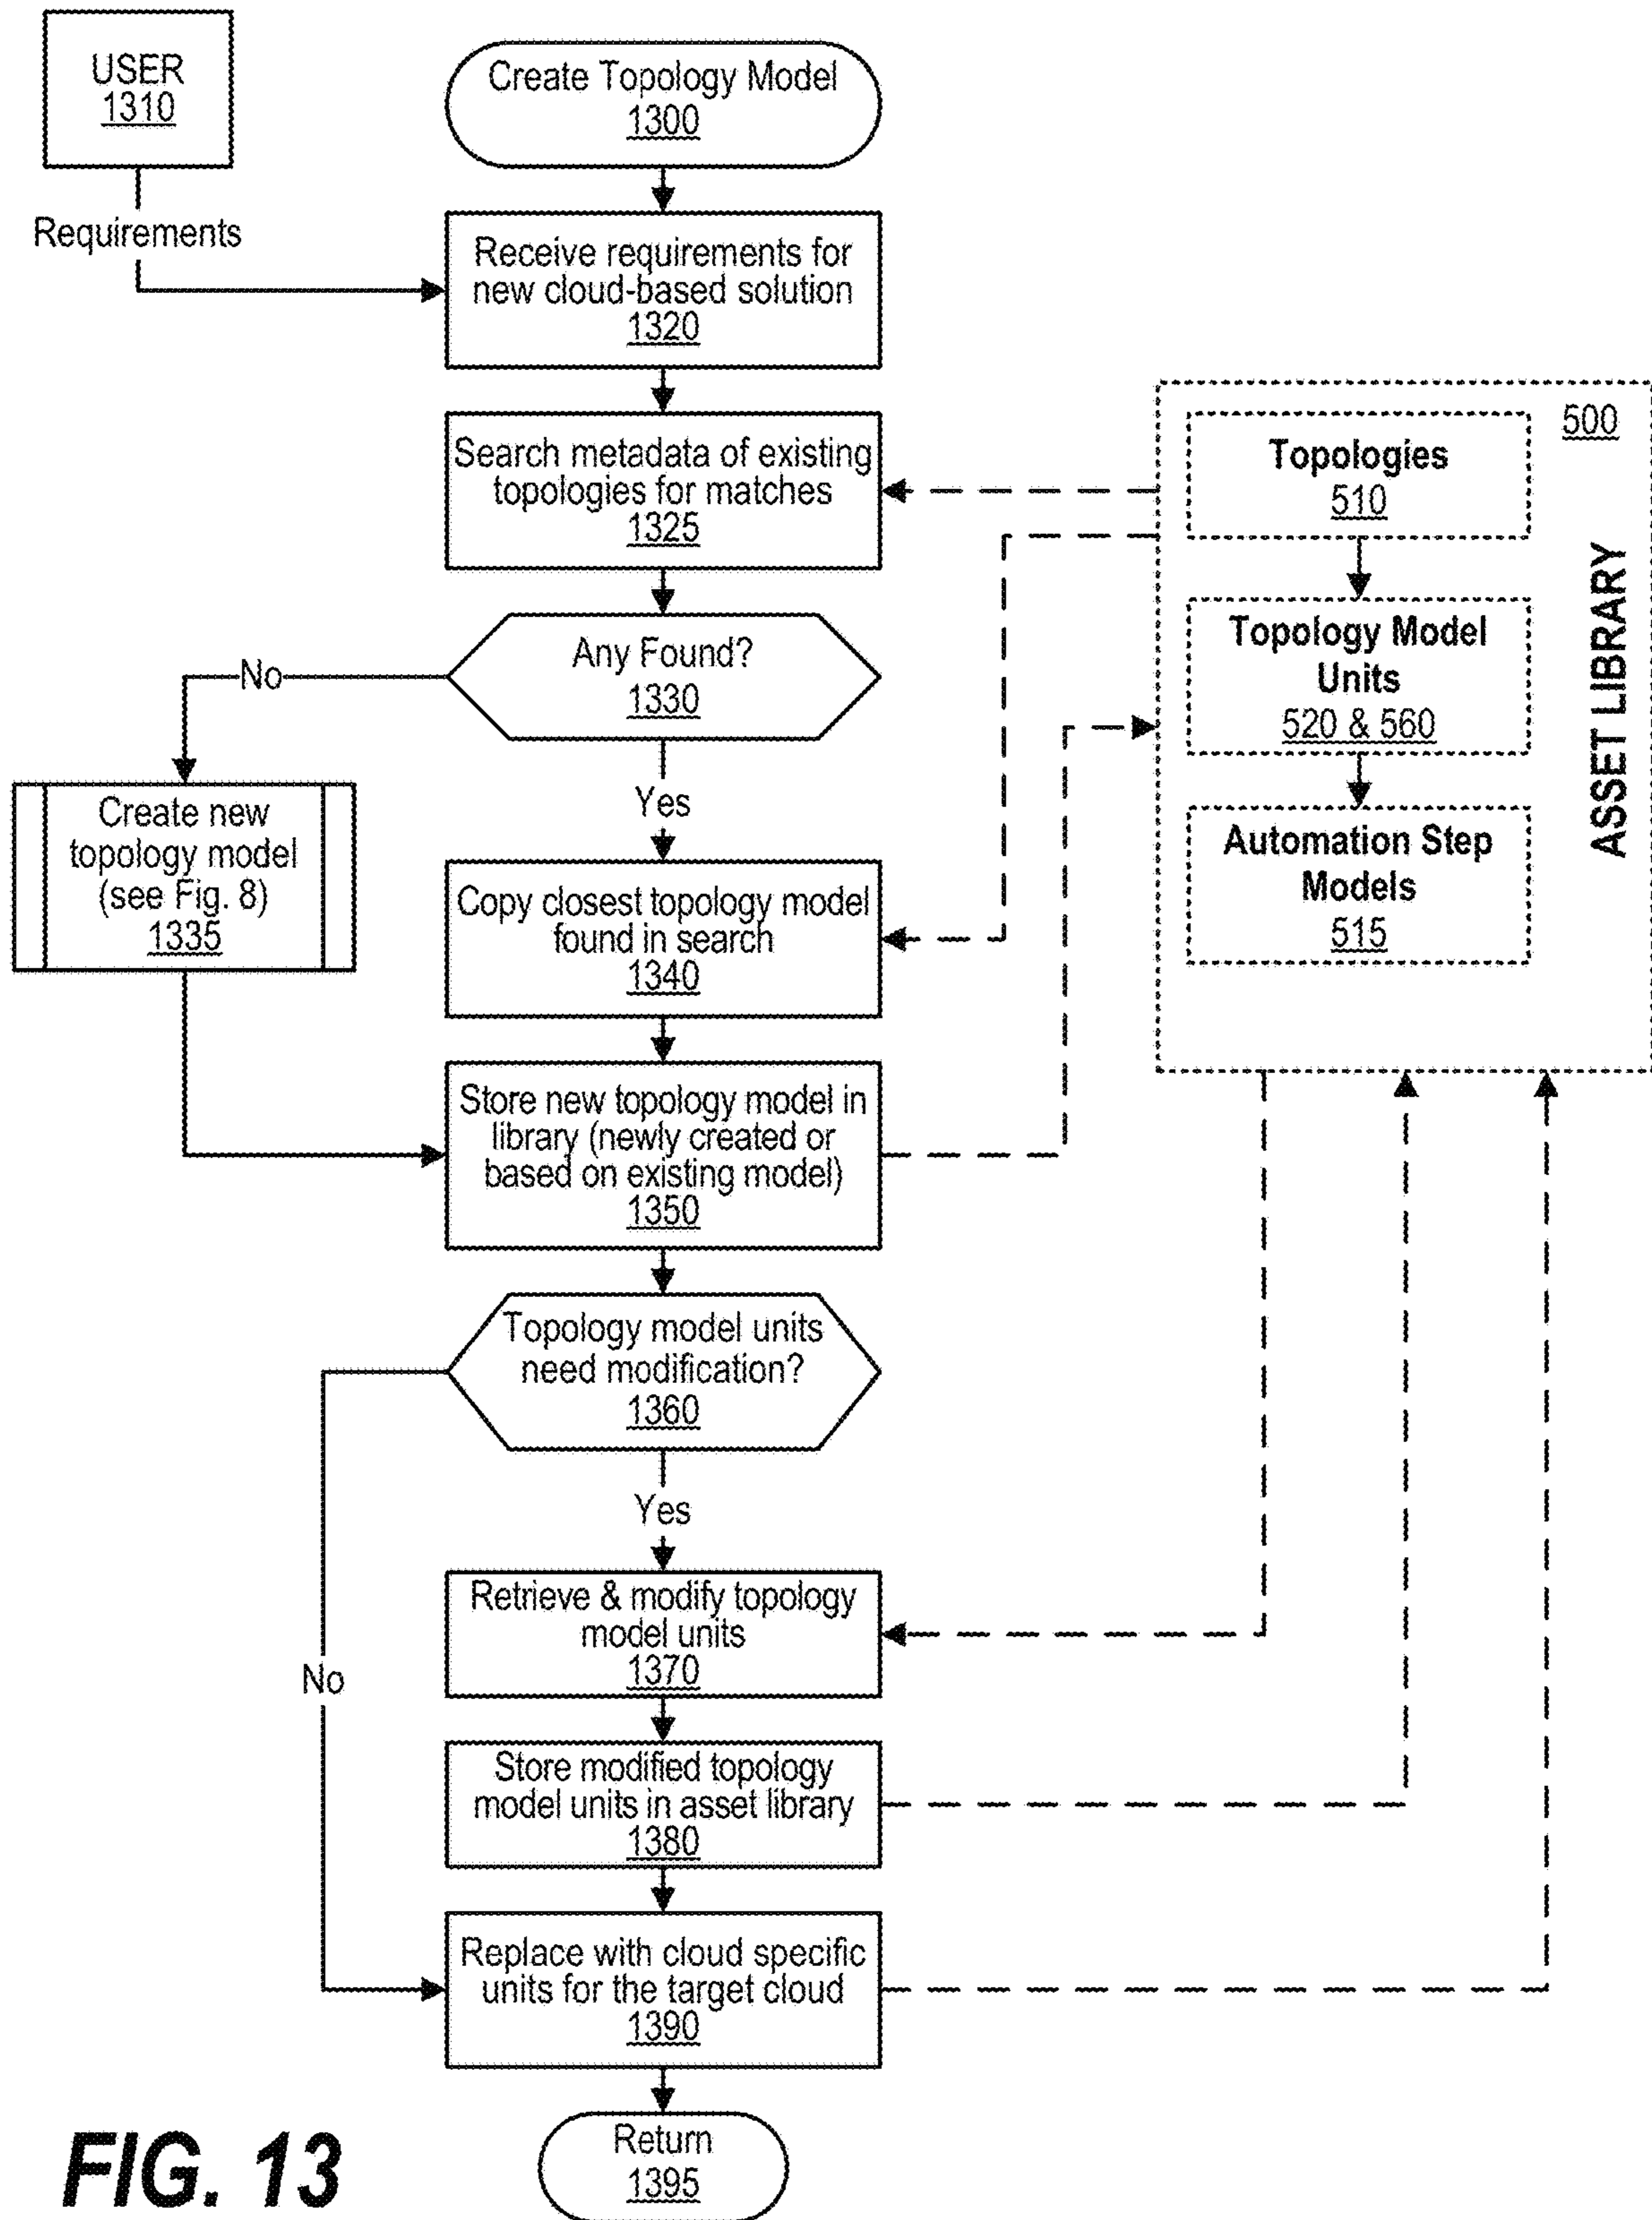 USER
1310
Requirements
Create Topology Model
1300
Receive requirements for
new cloud-based solution
1320
Search metadata of existing
topologies for matches
1325
Any Found?
1330
No
Yes
Create new
topology model
(see Fig. 8)
1335
Copy closest topology model
found in search
1340
Store new topology model in
library (newly created or
based on existing model)
1350
Topology model units
need modification?
1360
Yes
No
Retrieve & modify topology
model units
1370
Store modified topology
model units in asset library
1380
Replace with cloud specific
units for the target cloud
1390
Return
1395
500
Topologies
510
Topology Model
Units
520 & 560
Automation Step
Models
515
ASSET LIBRARY
FIG. 13